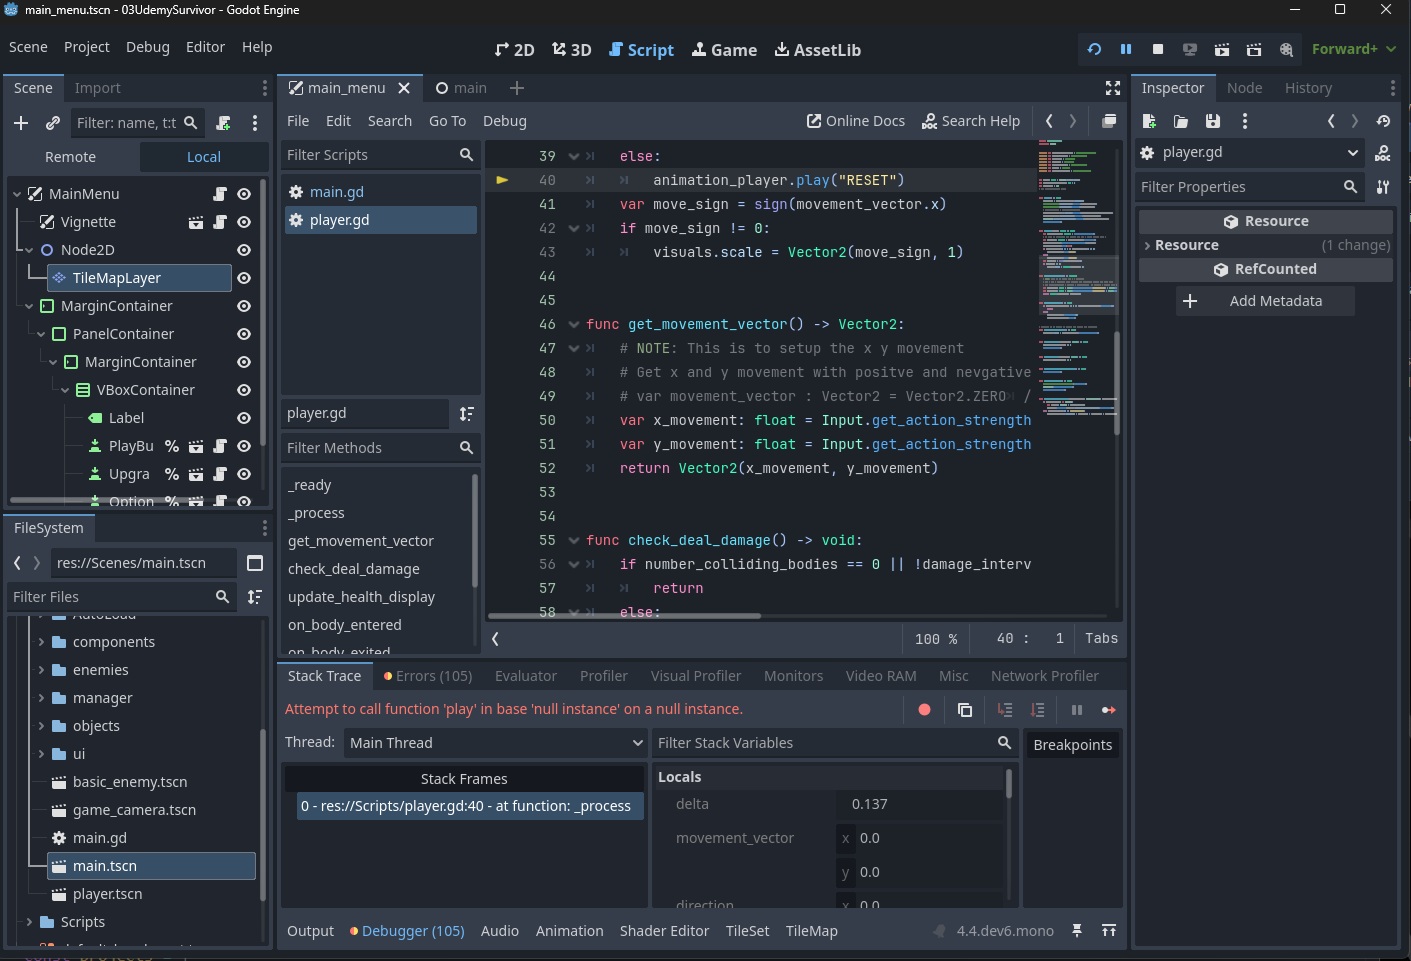 main_menu.tscn - 03UdemySurvivor - Godot Engine
Scene Project Debug Editor Help
2D 3D Script Game AssetLib
Forward+
Scene Import
Filter: name, t:t
Remote Local
MainMenu
Vignette
Node2D
TileMapLayer
MarginContainer
PanelContainer
MarginContainer
VBoxContainer
Label
PlayBu %
Upgra %
Option %
FileSystem
res://Scenes/main.tscn
Filter Files
AutoLoad
components
enemies
manager
objects
ui
basic_enemy.tscn
game_camera.tscn
main.gd
main.tscn
player.tscn
Scripts
main_menu main
File Edit Search Go To Debug
Online Docs Search Help
Filter Scripts
main.gd
player.gd
player.gd
Filter Methods
_ready
_process
get_movement_vector
check_deal_damage
update_health_display
on_body_entered
on_body_exited
39 else:
40 animation_player.play("RESET")
41 var move_sign = sign(movement_vector.x)
42 if move_sign != 0:
43 visuals.scale = Vector2(move_sign, 1)
44
45
46 func get_movement_vector() -> Vector2:
47 # NOTE: This is to setup the x y movement
48 # Get x and y movement with positve and nevgative
49 # var movement_vector : Vector2 = Vector2.ZERO /
50 var x_movement: float = Input.get_action_strength
51 var y_movement: float = Input.get_action_strength
52 return Vector2(x_movement, y_movement)
53
54
55 func check_deal_damage() -> void:
56 if number_colliding_bodies == 0 || !damage_interv
57 return
58 else:
100 % 40 : 1 Tabs
Stack Trace Errors (105) Evaluator Profiler Visual Profiler Monitors Video RAM Misc Network Profiler
Attempt to call function 'play' in base 'null instance' on a null instance.
Thread: Main Thread
Filter Stack Variables
Breakpoints
Stack Frames
0 - res://Scripts/player.gd:40 - at function: _process
Locals
delta 0.137
movement_vector x 0.0
y 0.0
direction x 0.0
Output Debugger (105) Audio Animation Shader Editor TileSet TileMap
4.4.dev6.mono
Inspector Node History
player.gd
Filter Properties
Resource
Resource (1 change)
RefCounted
Add Metadata